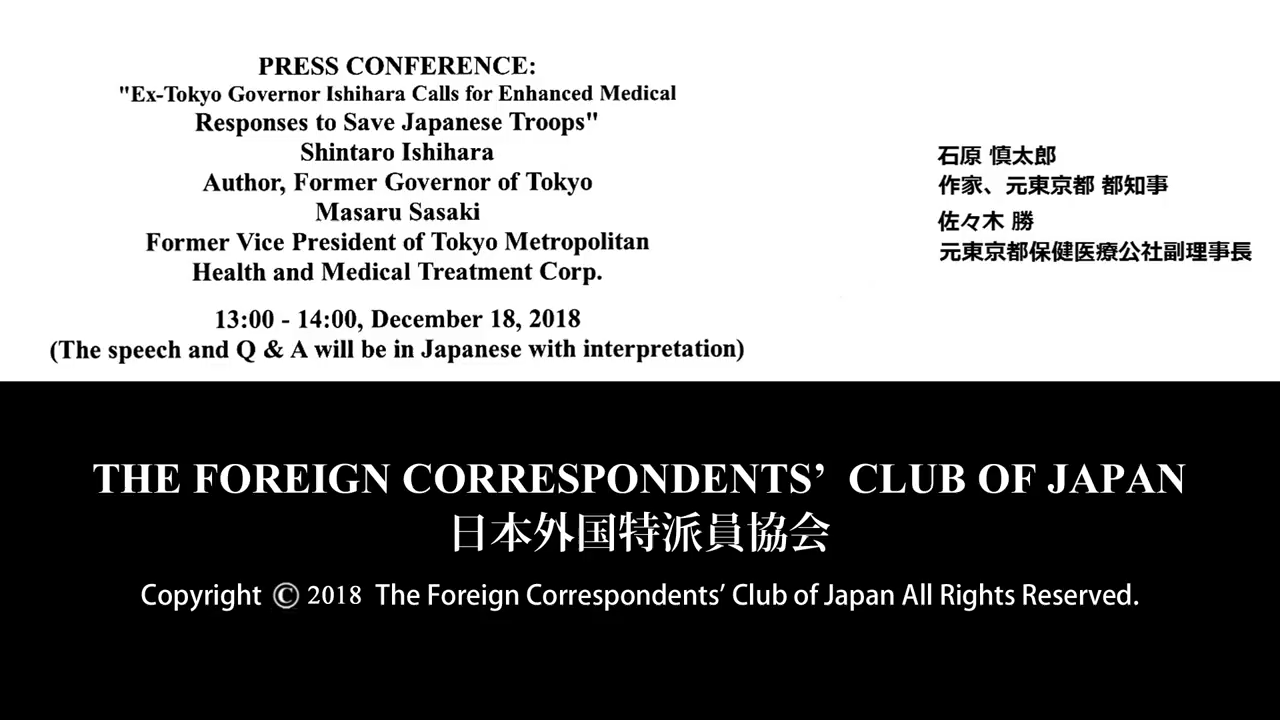 PRESS CONFERENCE:
"Ex-Tokyo Governor Ishihara Calls for Enhanced Medical
Responses to Save Japanese Troops"
Shintaro Ishihara
Author, Former Governor of Tokyo
Masaru Sasaki
Former Vice President of Tokyo Metropolitan
Health and Medical Treatment Corp.
13:00 - 14:00, December 18, 2018
(The speech and Q & A will be in Japanese with interpretation)
石原 慎太郎
作家、元東京都 都知事
佐々木 勝
元東京都保健医療公社副理事長
THE FOREIGN CORRESPONDENTS’ CLUB OF JAPAN
日本外国特派員協会
Copyright © 2018 The Foreign Correspondents’ Club of Japan All Rights Reserved.